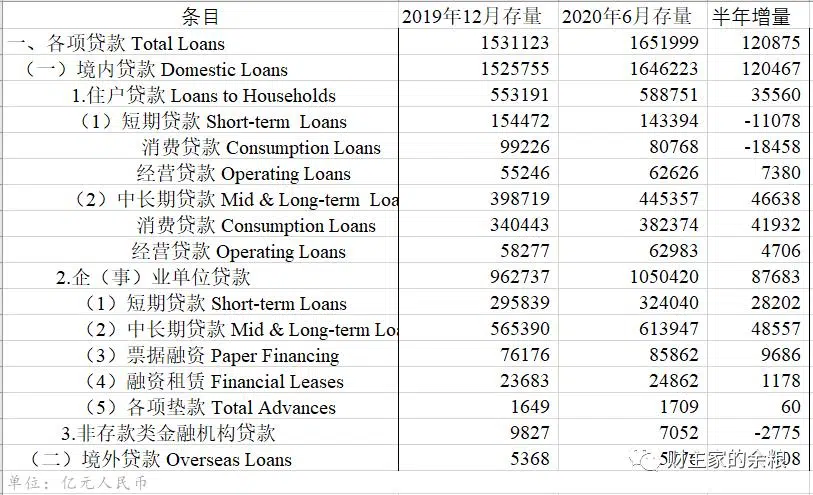 条目 2019年12月存量 2020年6月存量 半年增量
一、各项贷款 Total Loans 1531123 1651999 120875
（一）境内贷款 Domestic Loans 1525755 1646223 120467
1.住户贷款 Loans to Households 553191 588751 35560
（1）短期贷款 Short-term Loans 154472 143394 -11078
消费贷款 Consumption Loans 99226 80768 -18458
经营贷款 Operating Loans 55246 62626 7380
（2）中长期贷款 Mid & Long-term Loa 398719 445357 46638
消费贷款 Consumption Loans 340443 382374 41932
经营贷款 Operating Loans 58277 62983 4706
2.企（事）业单位贷款 962737 1050420 87683
（1）短期贷款 Short-term Loans 295839 324040 28202
（2）中长期贷款 Mid & Long-term Lo 565390 613947 48557
（3）票据融资 Paper Financing 76176 85862 9686
（4）融资租赁 Financial Leases 23683 24862 1178
（5）各项垫款 Total Advances 1649 1709 60
3.非存款类金融机构贷款 9827 7052 -2775
（二）境外贷款 Overseas Loans 5368
财主家的余粮
单位：亿元人民币